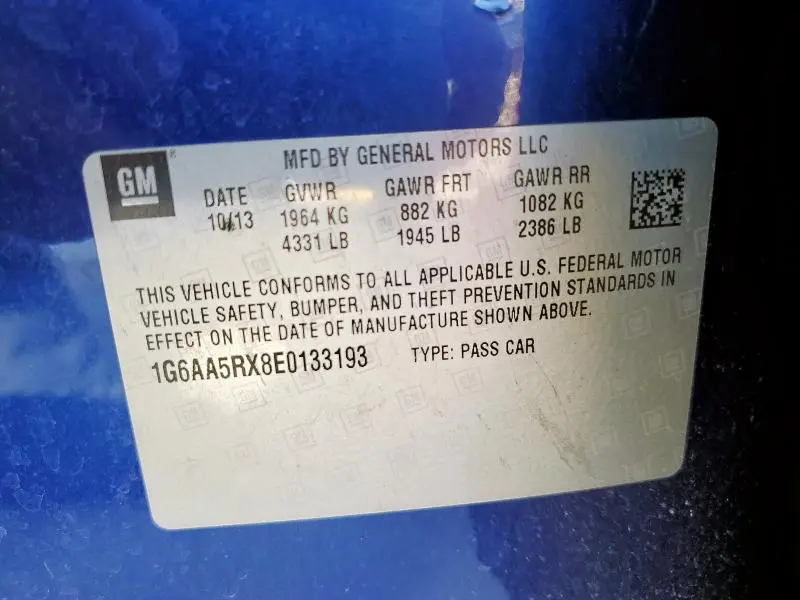 GM ® MFD BY GENERAL MOTORS LLC
DATE GVWR GAWR FRT GAWR RR
10/13 1964 KG 882 KG 1082 KG
4331 LB 1945 LB 2386 LB
THIS VEHICLE CONFORMS TO ALL APPLICABLE U.S. FEDERAL MOTOR
VEHICLE SAFETY, BUMPER, AND THEFT PREVENTION STANDARDS IN
EFFECT ON THE DATE OF MANUFACTURE SHOWN ABOVE.
1G6AA5RX8E0133193 TYPE: PASS CAR